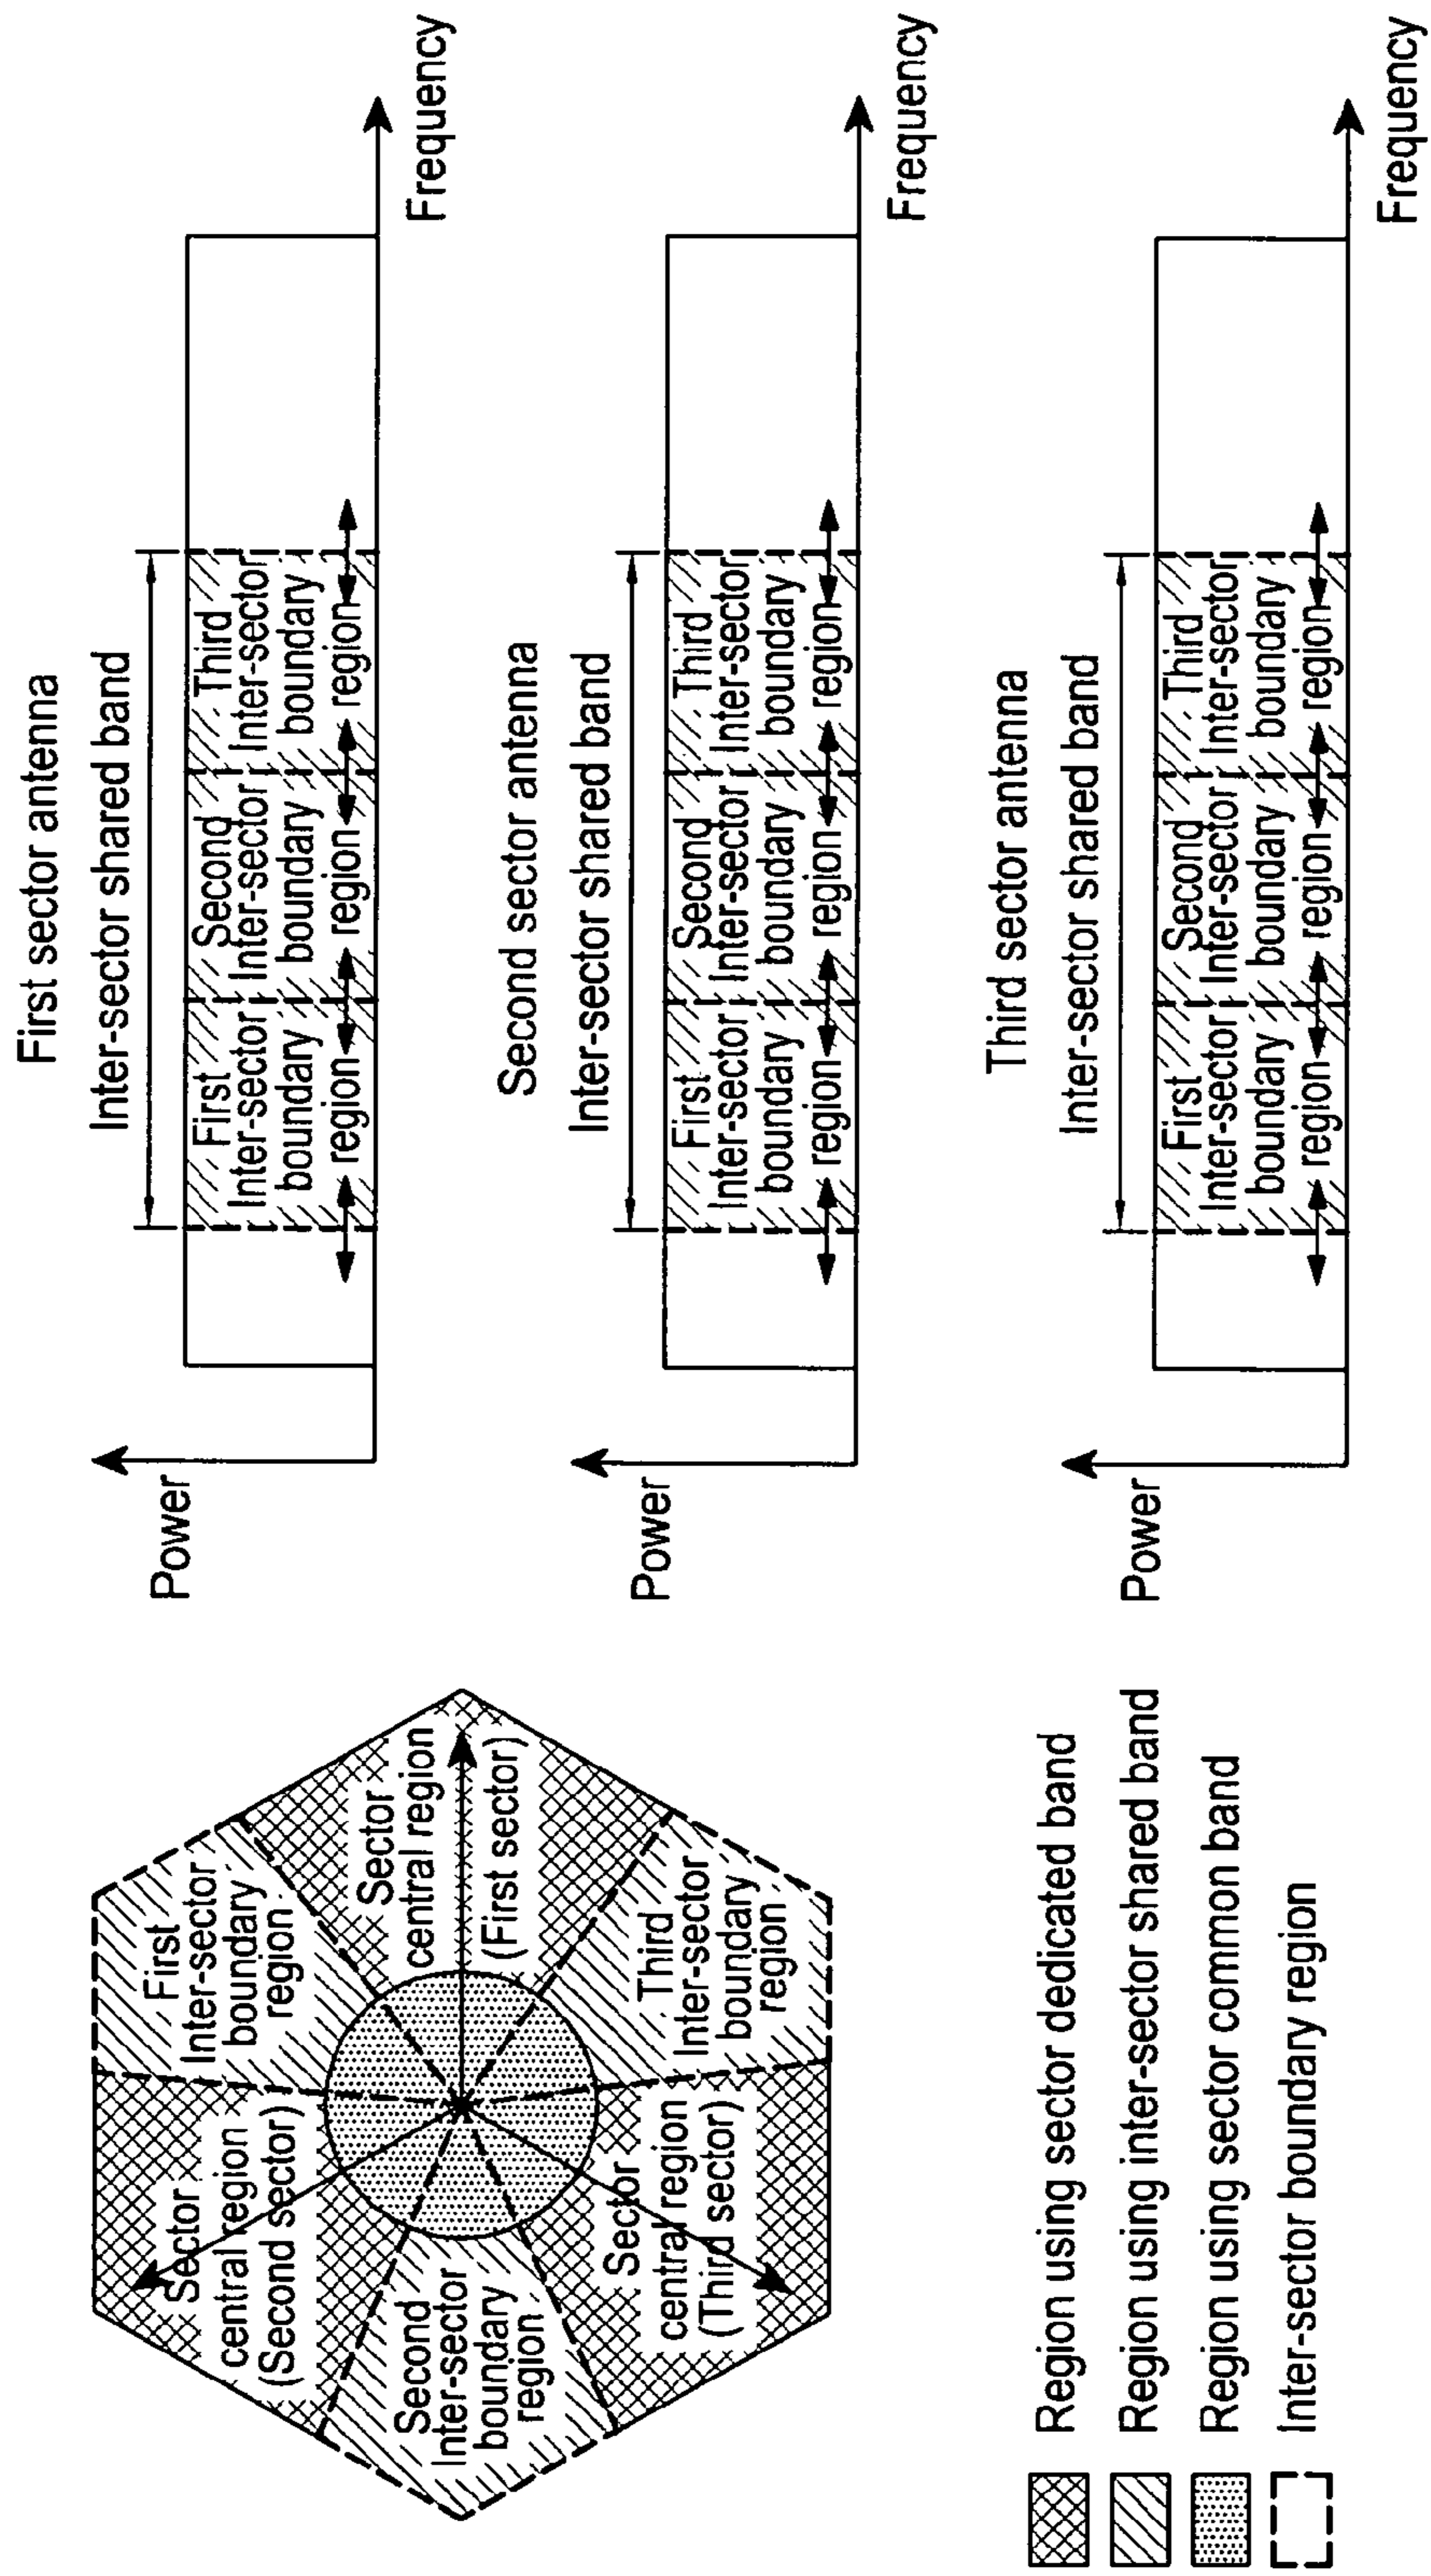 First
Inter-sector
boundary
region
Sector
central region
(Second sector)
Sector
central region
(First sector)
Second
Inter-sector
boundary
region
Third
Inter-sector
boundary
region
Sector
central region
(Third sector)
Region using sector dedicated band
Region using inter-sector shared band
Region using sector common band
Inter-sector boundary region
First sector antenna
Inter-sector shared band
Power
First
Inter-sector
boundary
region
Second
Inter-sector
boundary
region
Third
Inter-sector
boundary
region
Frequency
Second sector antenna
Inter-sector shared band
Power
First
Inter-sector
boundary
region
Second
Inter-sector
boundary
region
Third
Inter-sector
boundary
region
Frequency
Third sector antenna
Inter-sector shared band
Power
First
Inter-sector
boundary
region
Second
Inter-sector
boundary
region
Third
Inter-sector
boundary
region
Frequency